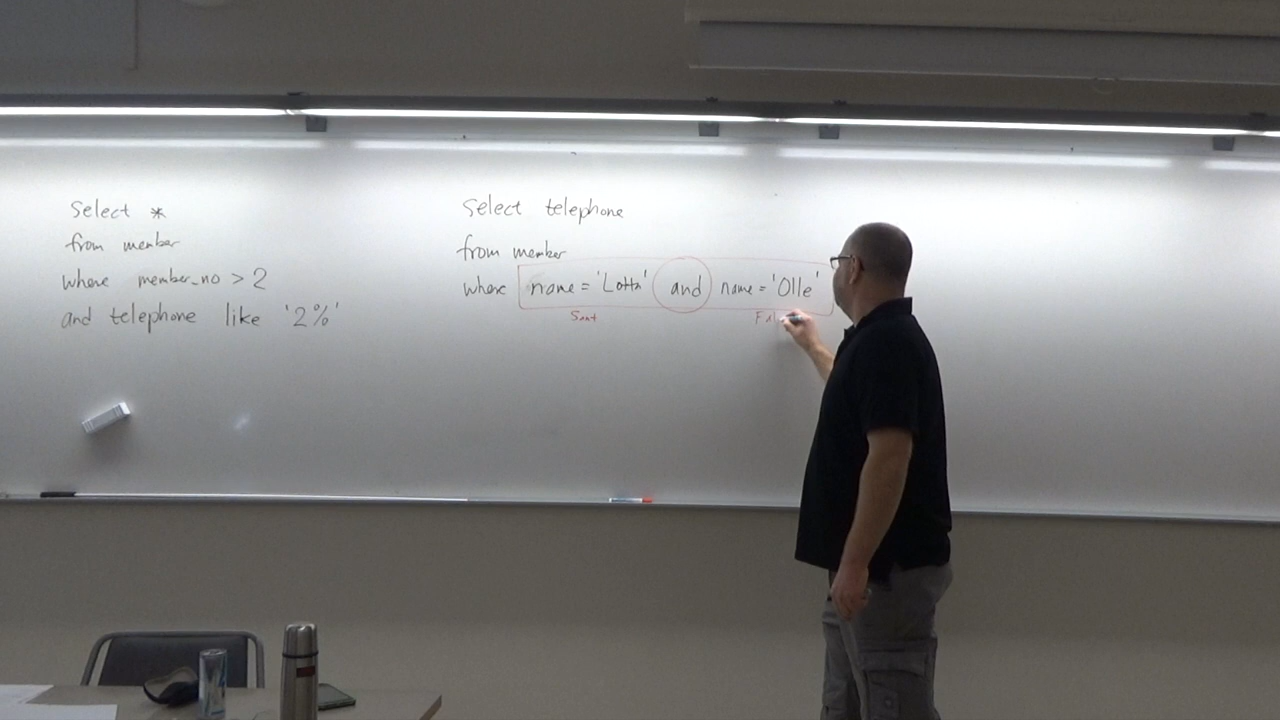 Select *
from member
where member_no > 2
and telephone like '2%'
Select telephone
from member
where name = 'Lotta' and name = 'Olle'
Sant